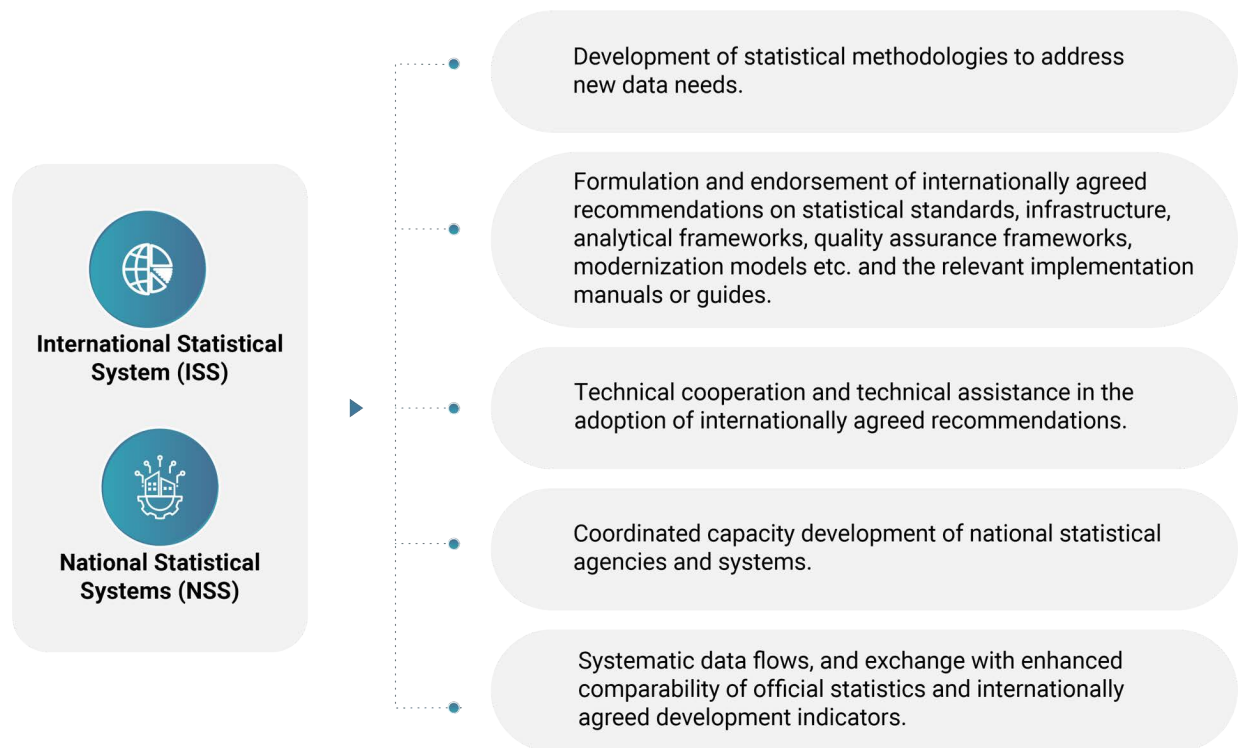 International Statistical
System (ISS)
National Statistical
Systems (NSS)
Development of statistical methodologies to address
new data needs.
Formulation and endorsement of internationally agreed
recommendations on statistical standards, infrastructure,
analytical frameworks, quality assurance frameworks,
modernization models etc. and the relevant implementation
manuals or guides.
Technical cooperation and technical assistance in the
adoption of internationally agreed recommendations.
Coordinated capacity development of national statistical
agencies and systems.
Systematic data flows, and exchange with enhanced
comparability of official statistics and internationally
agreed development indicators.